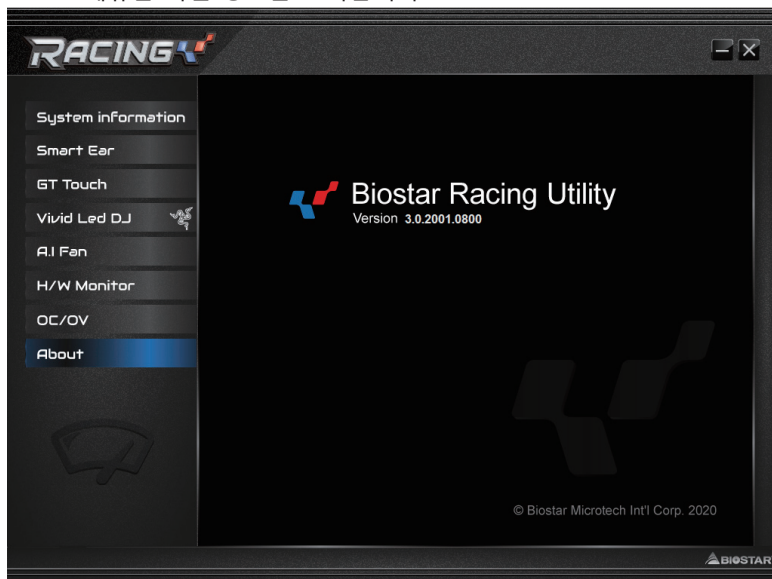 RACING
System information
Smart Ear
GT Touch
Vivid Led DJ
A.I Fan
H/W Monitor
OC/OV
About
Biostar Racing Utility
Version 3.0.2001.0800
© Biostar Microtech Int'l Corp. 2020
BIOSTAR